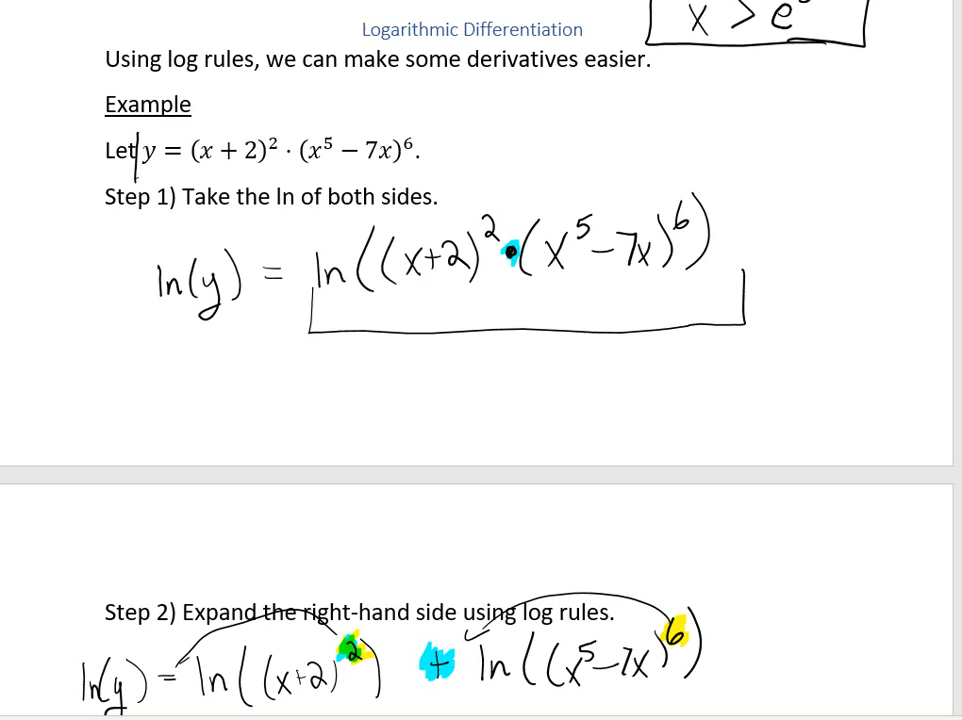 x > e
Logarithmic Differentiation
Using log rules, we can make some derivatives easier.
Example
Let y = (x + 2)² · (x⁵ − 7x)⁶.
Step 1) Take the ln of both sides.
ln(y) = ln((x+2)²•(x⁵−7x)⁶)
Step 2) Expand the right-hand side using log rules.
ln(y) = ln((x+2)²) + ln((x⁵−7x)⁶)